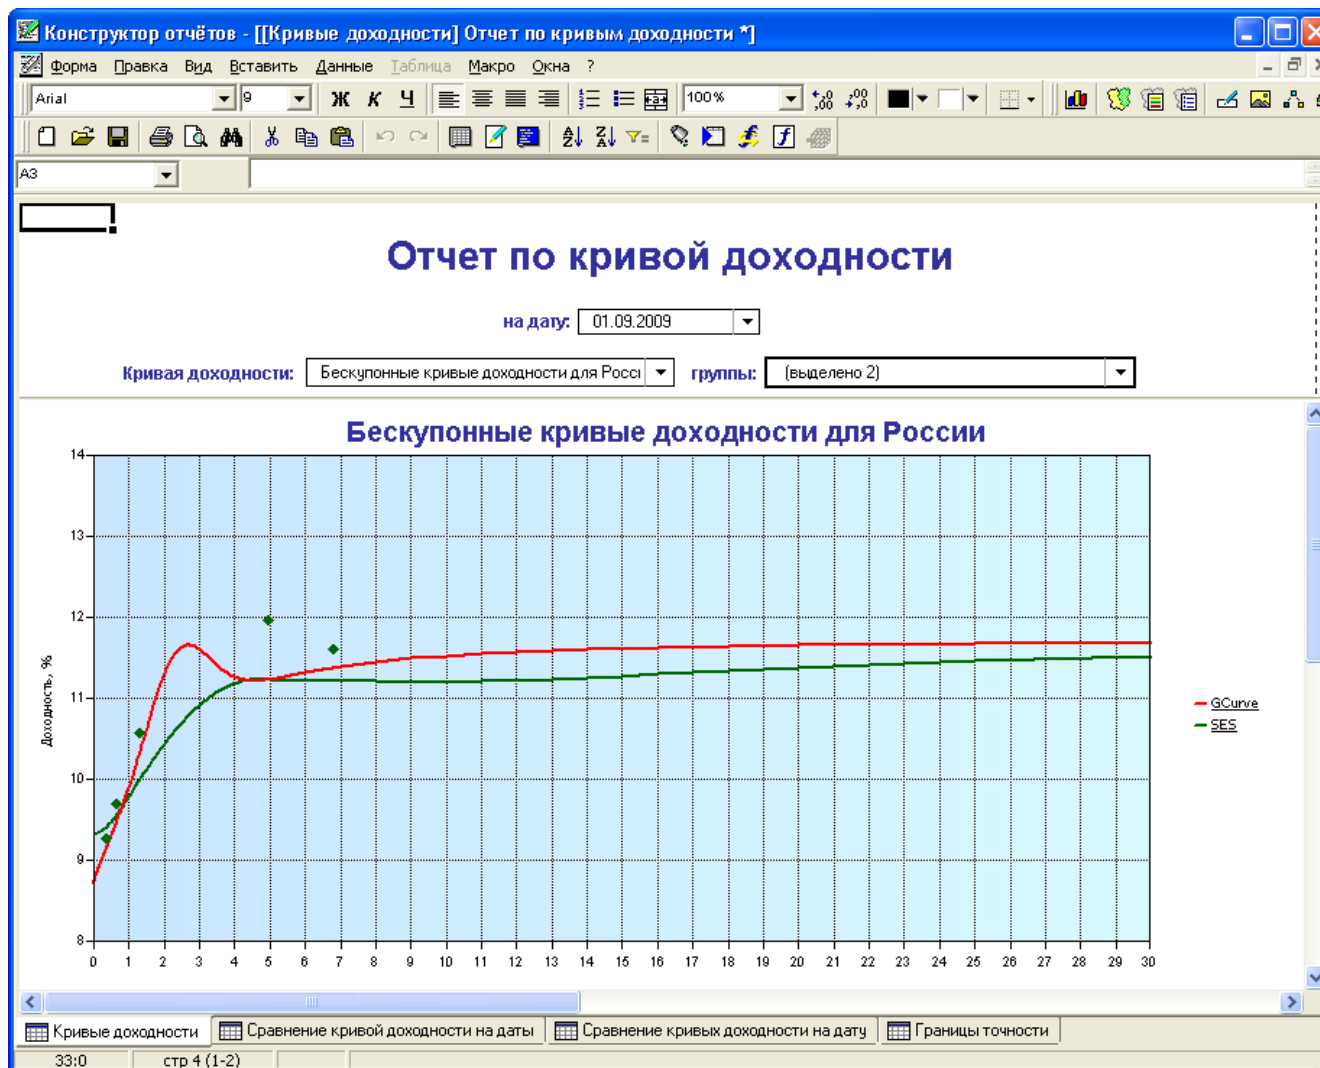 Конструктор отчётов - [[Кривые доходности] Отчет по кривым доходности *]
Форма Правка Вид Вставить Данные Таблица Макро Окна ?
Arial 9 Ж К Ч 100%
A3
Отчет по кривой доходности
на дату: 01.09.2009
Кривая доходности: Бескупонные кривые доходности для Росси группы: (выделено 2)
Бескупонные кривые доходности для России
14
13
12
11
10
9
8
Доходность, %
0 1 2 3 4 5 6 7 8 9 10 11 12 13 14 15 16 17 18 19 20 21 22 23 24 25 26 27 28 29 30
GCurve
SES
Кривые доходности Сравнение кривой доходности на даты Сравнение кривых доходности на дату Границы точности
33:0 стр 4 (1-2)